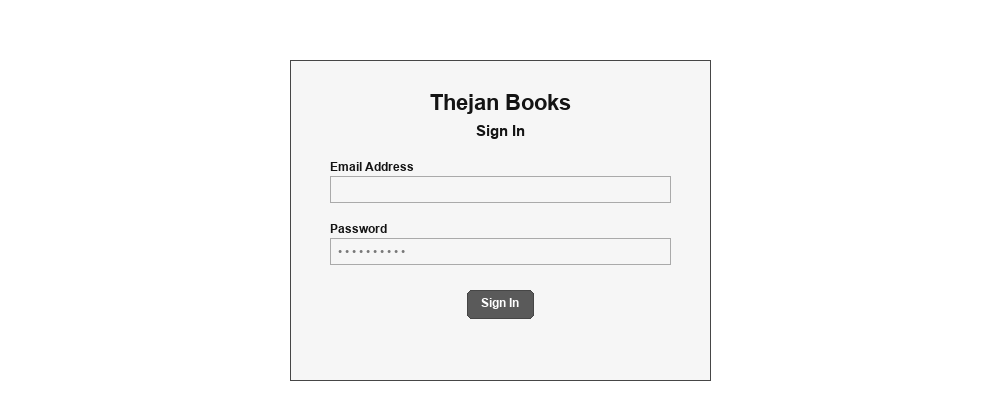 Thejan Books
Sign In
Email Address
Password
••••••••••
Sign In